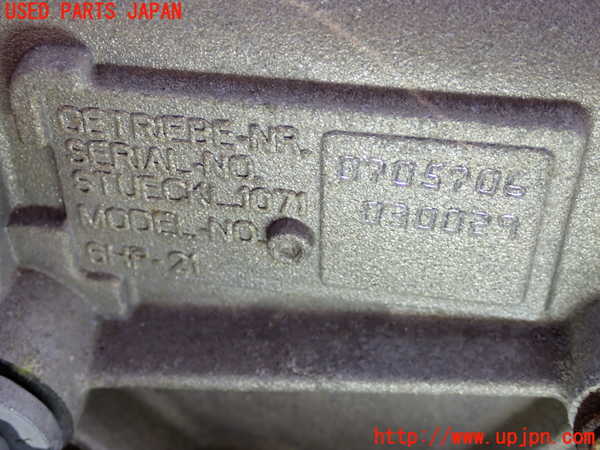 USED PARTS JAPAN
GETRIEBE-NR.
SERIAL-NO.
STUECKL.1071
MODEL-NO.
6HP-21
0705706
030029
http://www.upjpn.com/